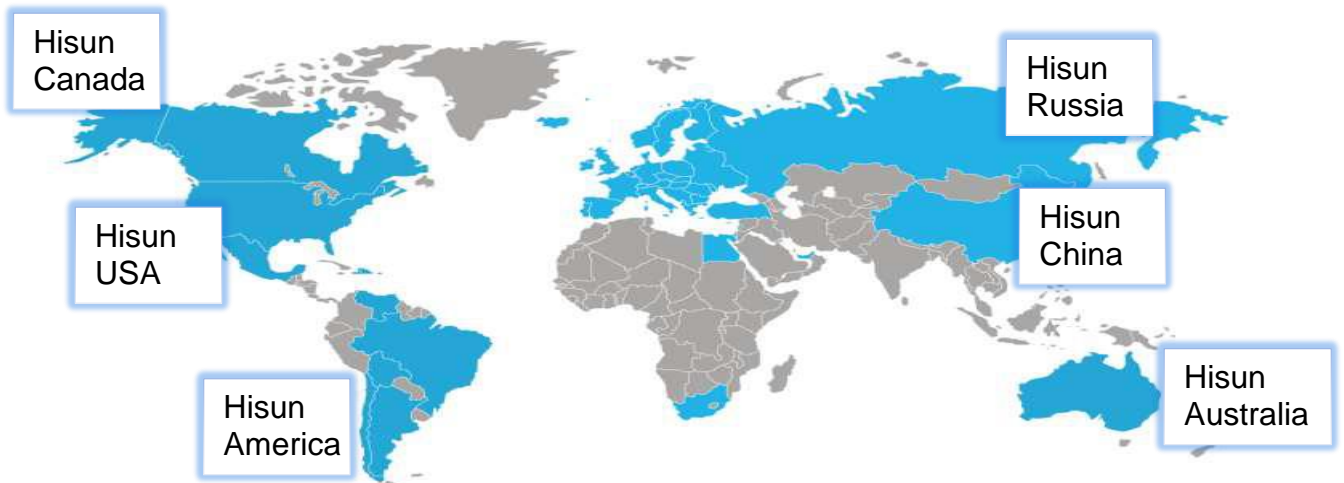 Hisun
Canada
Hisun
Russia
Hisun
USA
Hisun
China
Hisun
America
Hisun
Australia